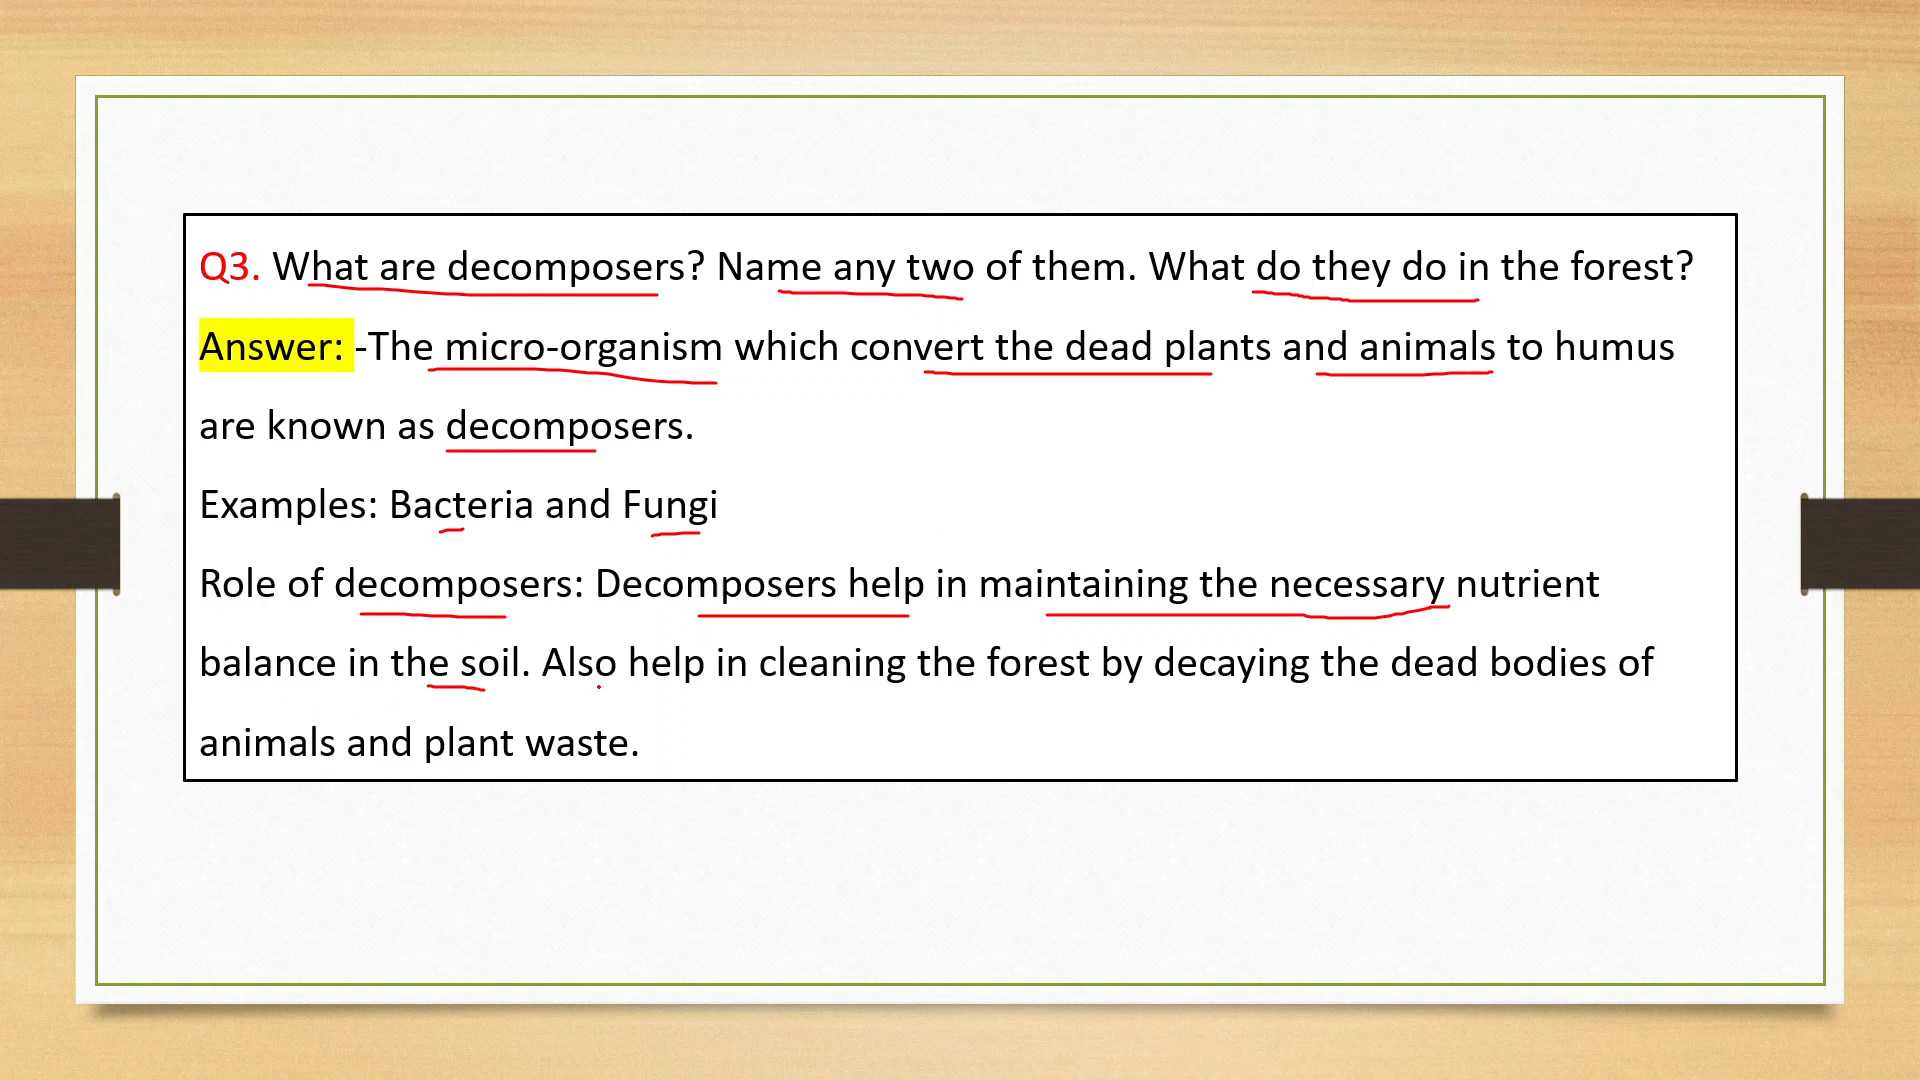 Q3. What are decomposers? Name any two of them. What do they do in the forest?
Answer: -The micro-organism which convert the dead plants and animals to humus
are known as decomposers.
Examples: Bacteria and Fungi
Role of decomposers: Decomposers help in maintaining the necessary nutrient
balance in the soil. Also help in cleaning the forest by decaying the dead bodies of
animals and plant waste.